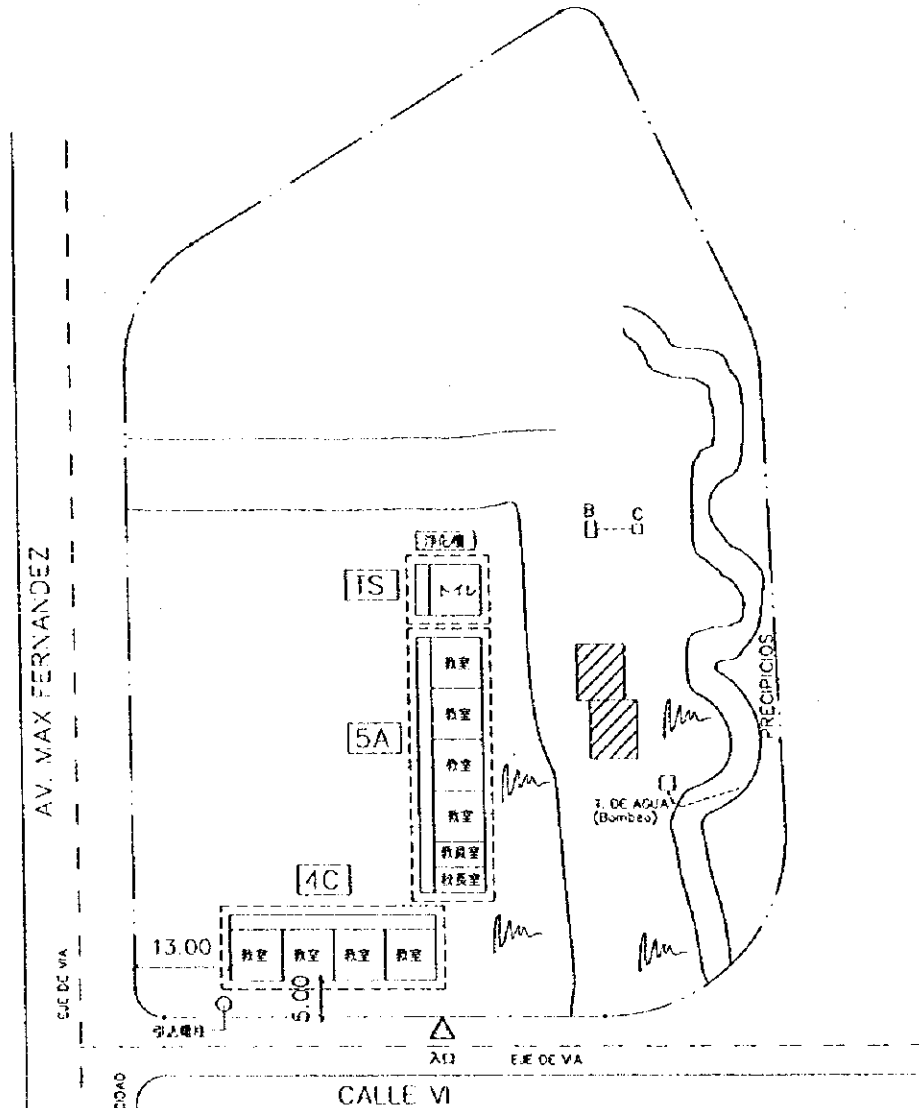 B
C
[浄化槽]
[TS]
トイレ
AV. MAX FERNANDEZ
教室
教室
教室
教室
教員室
校長室
[5A]
PRECIPICIOS
T. DE AGUA
(Bombeo)
[4C]
13.00
教室
教室
教室
教室
5.00
引込電柱
EJE DE VIA
入口
EJE DE VIA
CALLE VI